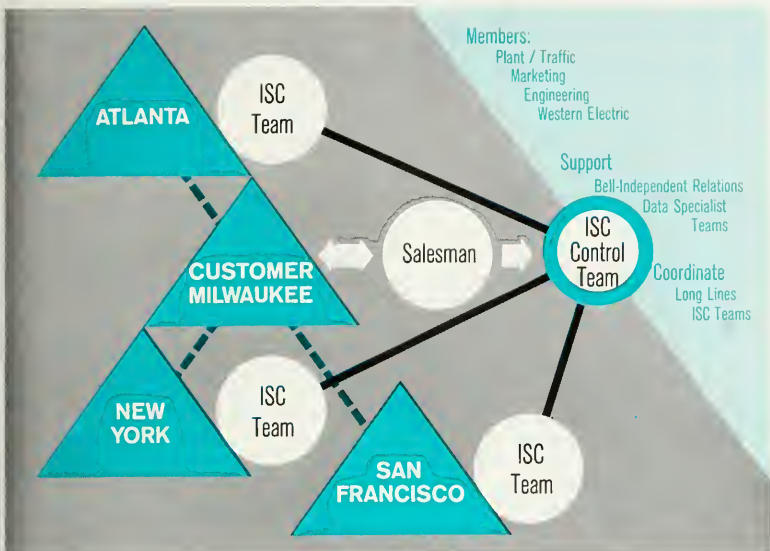 Members:
Plant / Traffic
Marketing
Engineering
Western Electric
ISC
Team
ATLANTA
Support
Bell-Independent Relations
Data Specialist
Teams
ISC
Control
Team
Salesman
CUSTOMER
MILWAUKEE
Coordinate
Long Lines
ISC Teams
ISC
Team
NEW
YORK
ISC
Team
SAN
FRANCISCO